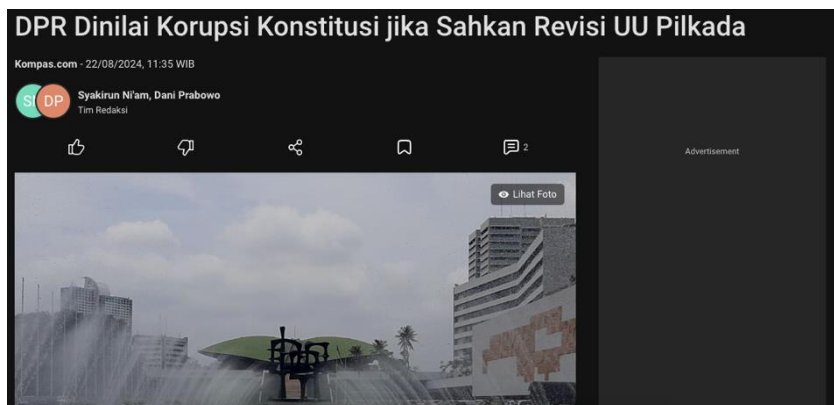 DPR Dinilai Korupsi Konstitusi jika Sahkan Revisi UU Pilkada
Kompas.com - 22/08/2024, 11:35 WIB
DP
Syakirun Ni'am, Dani Prabowo
Tim Redaksi
2
Advertisement
Lihat Foto